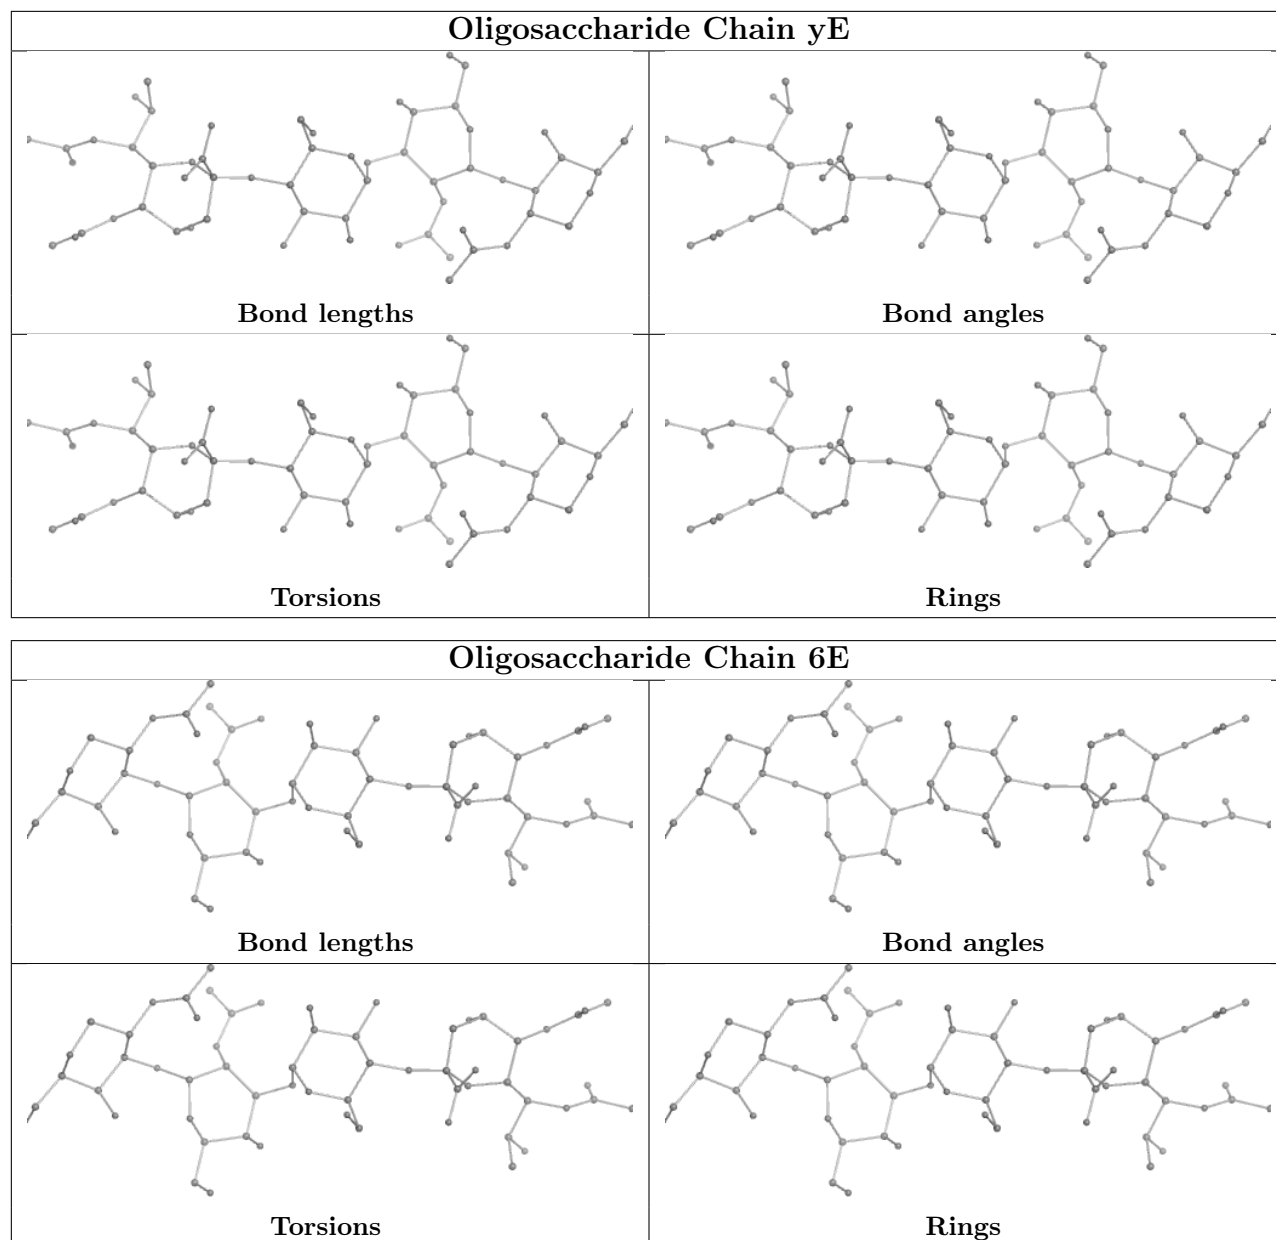 Oligosaccharide Chain yE
Bond lengths
Bond angles
Torsions
Rings
Oligosaccharide Chain 6E
Bond lengths
Bond angles
Torsions
Rings